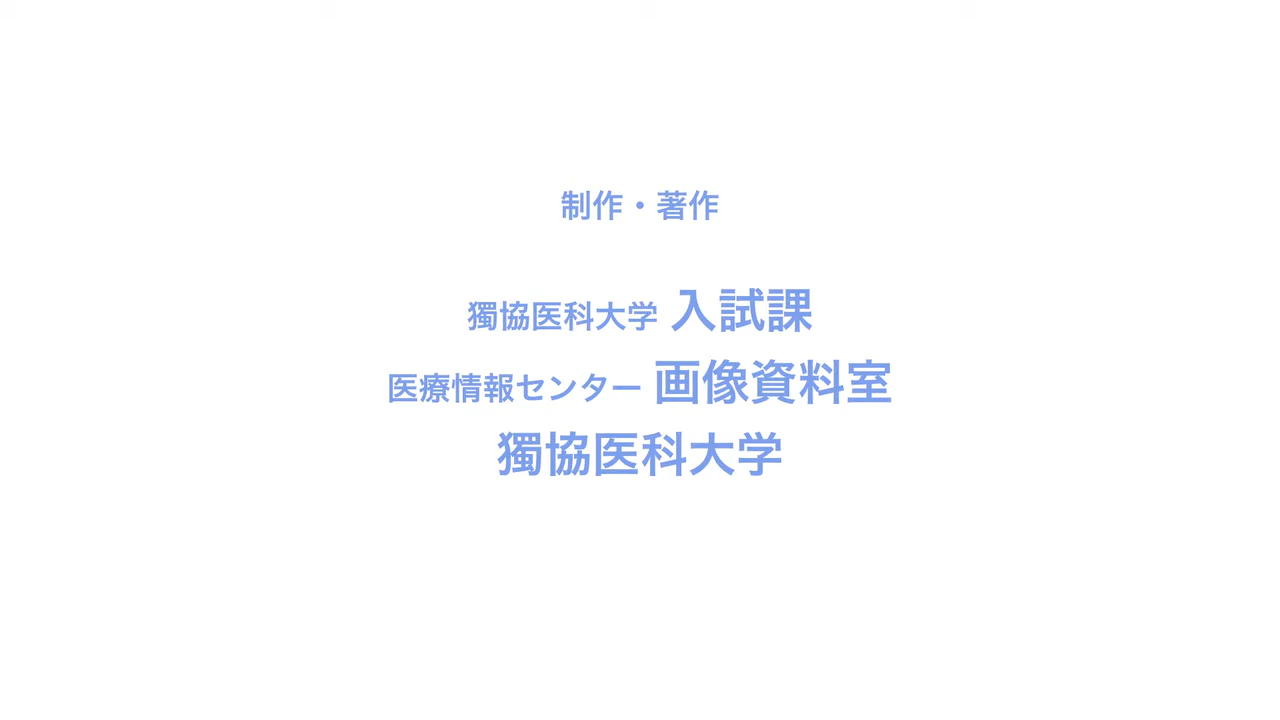 制作・著作
獨協医科大学 入試課
医療情報センター 画像資料室
獨協医科大学